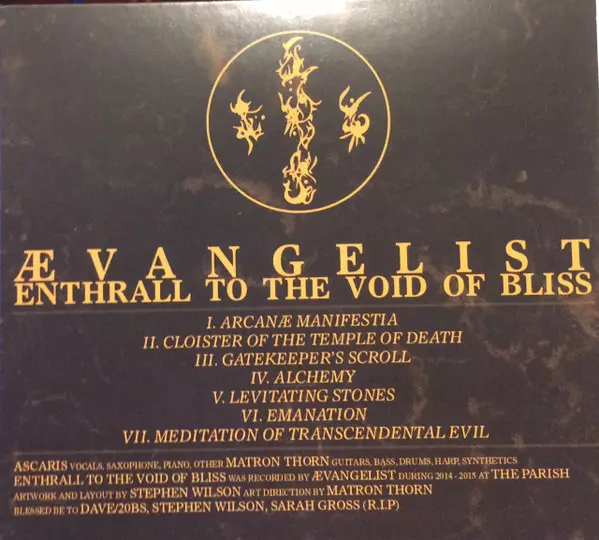 ÆVANGELIST
ENTHRALL TO THE VOID OF BLISS
I. ARCANÆ MANIFESTIA
II. CLOISTER OF THE TEMPLE OF DEATH
III. GATEKEEPER'S SCROLL
IV. ALCHEMY
V. LEVITATING STONES
VI. EMANATION
VII. MEDITATION OF TRANSCENDENTAL EVIL
ASCARIS VOCALS, SAXOPHONE, PIANO, OTHER MATRON THORN GUITARS, BASS, DRUMS, HARP, SYNTHETICS
ENTHRALL TO THE VOID OF BLISS WAS RECORDED BY ÆVANGELIST DURING 2014 - 2015 AT THE PARISH
ARTWORK AND LAYOUT BY STEPHEN WILSON ART DIRECTION BY MATRON THORN
BLESSED BE TO DAVE/20BS, STEPHEN WILSON, SARAH GROSS (R.I.P)